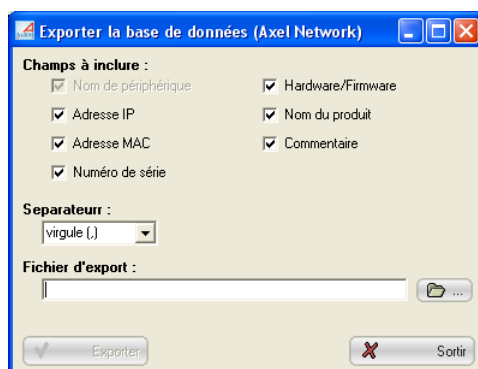 Exporter la base de données (Axel Network)
Champs à inclure :
Nom de périphérique
Hardware/Firmware
Adresse IP
Nom du produit
Adresse MAC
Commentaire
Numéro de série
Separateurr :
virgule (,)
Fichier d'export :
...
Exporter
Sortir